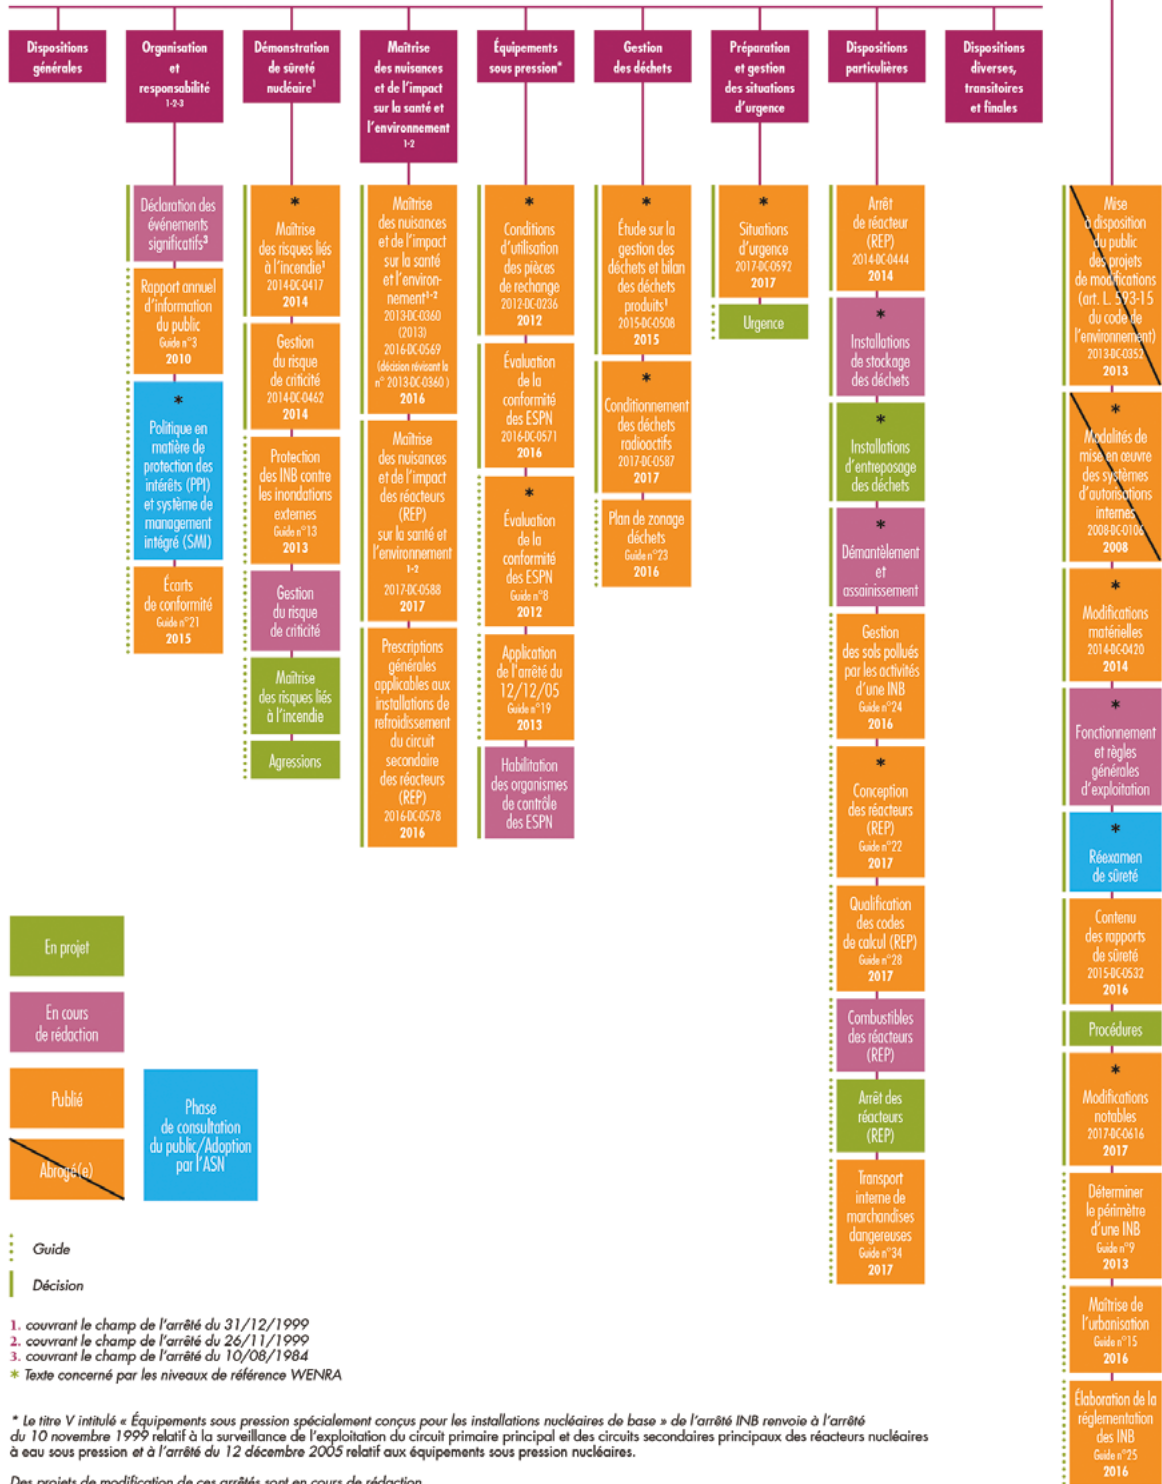 Dispositions
générales
Organisation
et
responsabilité
1-2-3
Démonstration
de sûreté
nucléaire¹
Maîtrise
des nuisances
et de l'impact
sur la santé et
l'environnement
1-2
Équipements
sous pression*
Gestion
des déchets
Préparation
et gestion
des situations
d'urgence
Dispositions
particulières
Dispositions
diverses,
transitoires
et finales
Déclaration des
événements
significatifs³
Rapport annuel
d'information
du public
Guide n°3
2010
*
Politique en
matière de
protection des
intérêts (PPI)
et système de
management
intégré (SMI)
Écarts
de conformité
Guide n°21
2015
*
Maîtrise
des risques liés
à l'incendie¹
2014-DC-0417
2014
Gestion
du risque
de criticité
2014-DC-0462
2014
Protection
des INB contre
les inondations
externes
Guide n°13
2013
Gestion
du risque
de criticité
Maîtrise
des risques liés
à l'incendie
Agressions
Maîtrise
des nuisances
et de l'impact
sur la santé
et l'environ-
nement¹⁻²
2013-DC-0360
(2013)
2016-DC-0569
(décision révisant la
n° 2013-DC-0360 )
2016
Maîtrise
des nuisances
et de l'impact
des réacteurs
(REP)
sur la santé et
l'environnement
1-2
2017-DC-0588
2017
Prescriptions
générales
applicables aux
installations de
refroidissement
du circuit
secondaire
des réacteurs
(REP)
2016-DC-0578
2016
*
Conditions
d'utilisation
des pièces
de rechange
2012-DC-0236
2012
Évaluation
de la
conformité
des ESPN
2016-DC-0571
2016
*
Évaluation
de la
conformité
des ESPN
Guide n°8
2012
Application
de l'arrêté du
12/12/05
Guide n°19
2013
Habilitation
des organismes
de contrôle
des ESPN
*
Étude sur la
gestion des
déchets et bilan
des déchets
produits¹
2015-DC-0508
2015
*
Conditionnement
des déchets
radioactifs
2017-DC-0587
2017
Plan de zonage
déchets
Guide n°23
2016
*
Situations
d'urgence
2017-DC-0592
2017
Urgence
Arrêt
de réacteur
(REP)
2014-DC-0444
2014
*
Installations
de stockage
des déchets
*
Installations
d'entreposage
des déchets
*
Démantèlement
et
assainissement
Gestion
des sols pollués
par les activités
d'une INB
Guide n°24
2016
*
Conception
des réacteurs
(REP)
Guide n°22
2017
Qualification
des codes
de calcul (REP)
Guide n°28
2017
Combustibles
des réacteurs
(REP)
Arrêt des
réacteurs
(REP)
Transport
interne de
marchandises
dangereuses
Guide n°34
2017
Mise
à disposition
du public
des projets
de modifications
(art. L. 593-15
du code de
l'environnement)
2013-DC-0352
2013
*
Modalités de
mise en œuvre
des systèmes
d'autorisations
internes
2008-DC-0106
2008
*
Modifications
matérielles
2014-DC-0420
2014
*
Fonctionnement
et règles
générales
d'exploitation
*
Réexamen
de sûreté
Contenu
des rapports
de sûreté
2015-DC-0532
2016
Procédures
*
Modifications
notables
2017-DC-0616
2017
Déterminer
le périmètre
d'une INB
Guide n°9
2013
Maîtrise de
l'urbanisation
Guide n°15
2016
Élaboration de la
réglementation
des INB
Guide n°25
2016
En projet
En cours
de rédaction
Publié
Abrogé(e)
Phase
de consultation
du public/Adoption
par l'ASN
Guide
Décision
1. couvrant le champ de l'arrêté du 31/12/1999
2. couvrant le champ de l'arrêté du 26/11/1999
3. couvrant le champ de l'arrêté du 10/08/1984
* Texte concerné par les niveaux de référence WENRA
* Le titre V intitulé « Équipements sous pression spécialement conçus pour les installations nucléaires de base » de l'arrêté INB renvoie à l'arrêté
du 10 novembre 1999 relatif à la surveillance de l'exploitation du circuit primaire principal et des circuits secondaires principaux des réacteurs nucléaires
à eau sous pression et à l'arrêté du 12 décembre 2005 relatif aux équipements sous pression nucléaires.
Des projets de modification de ces arrêtés sont en cours de rédaction